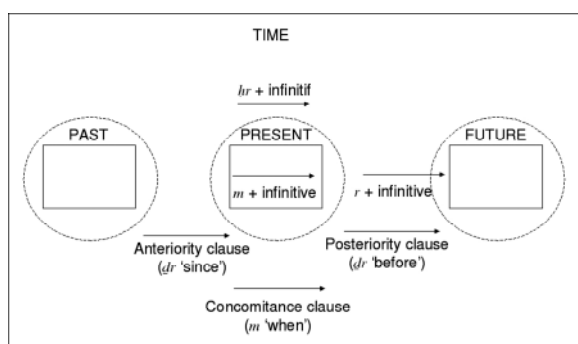 TIME
ḥr + infinitif
PAST
PRESENT
FUTURE
m + infinitive
r + infinitive
Anteriority clause
(ḏr ‘since’)
Posteriority clause
(ḏr ‘before’)
Concomitance clause
(m ‘when’)